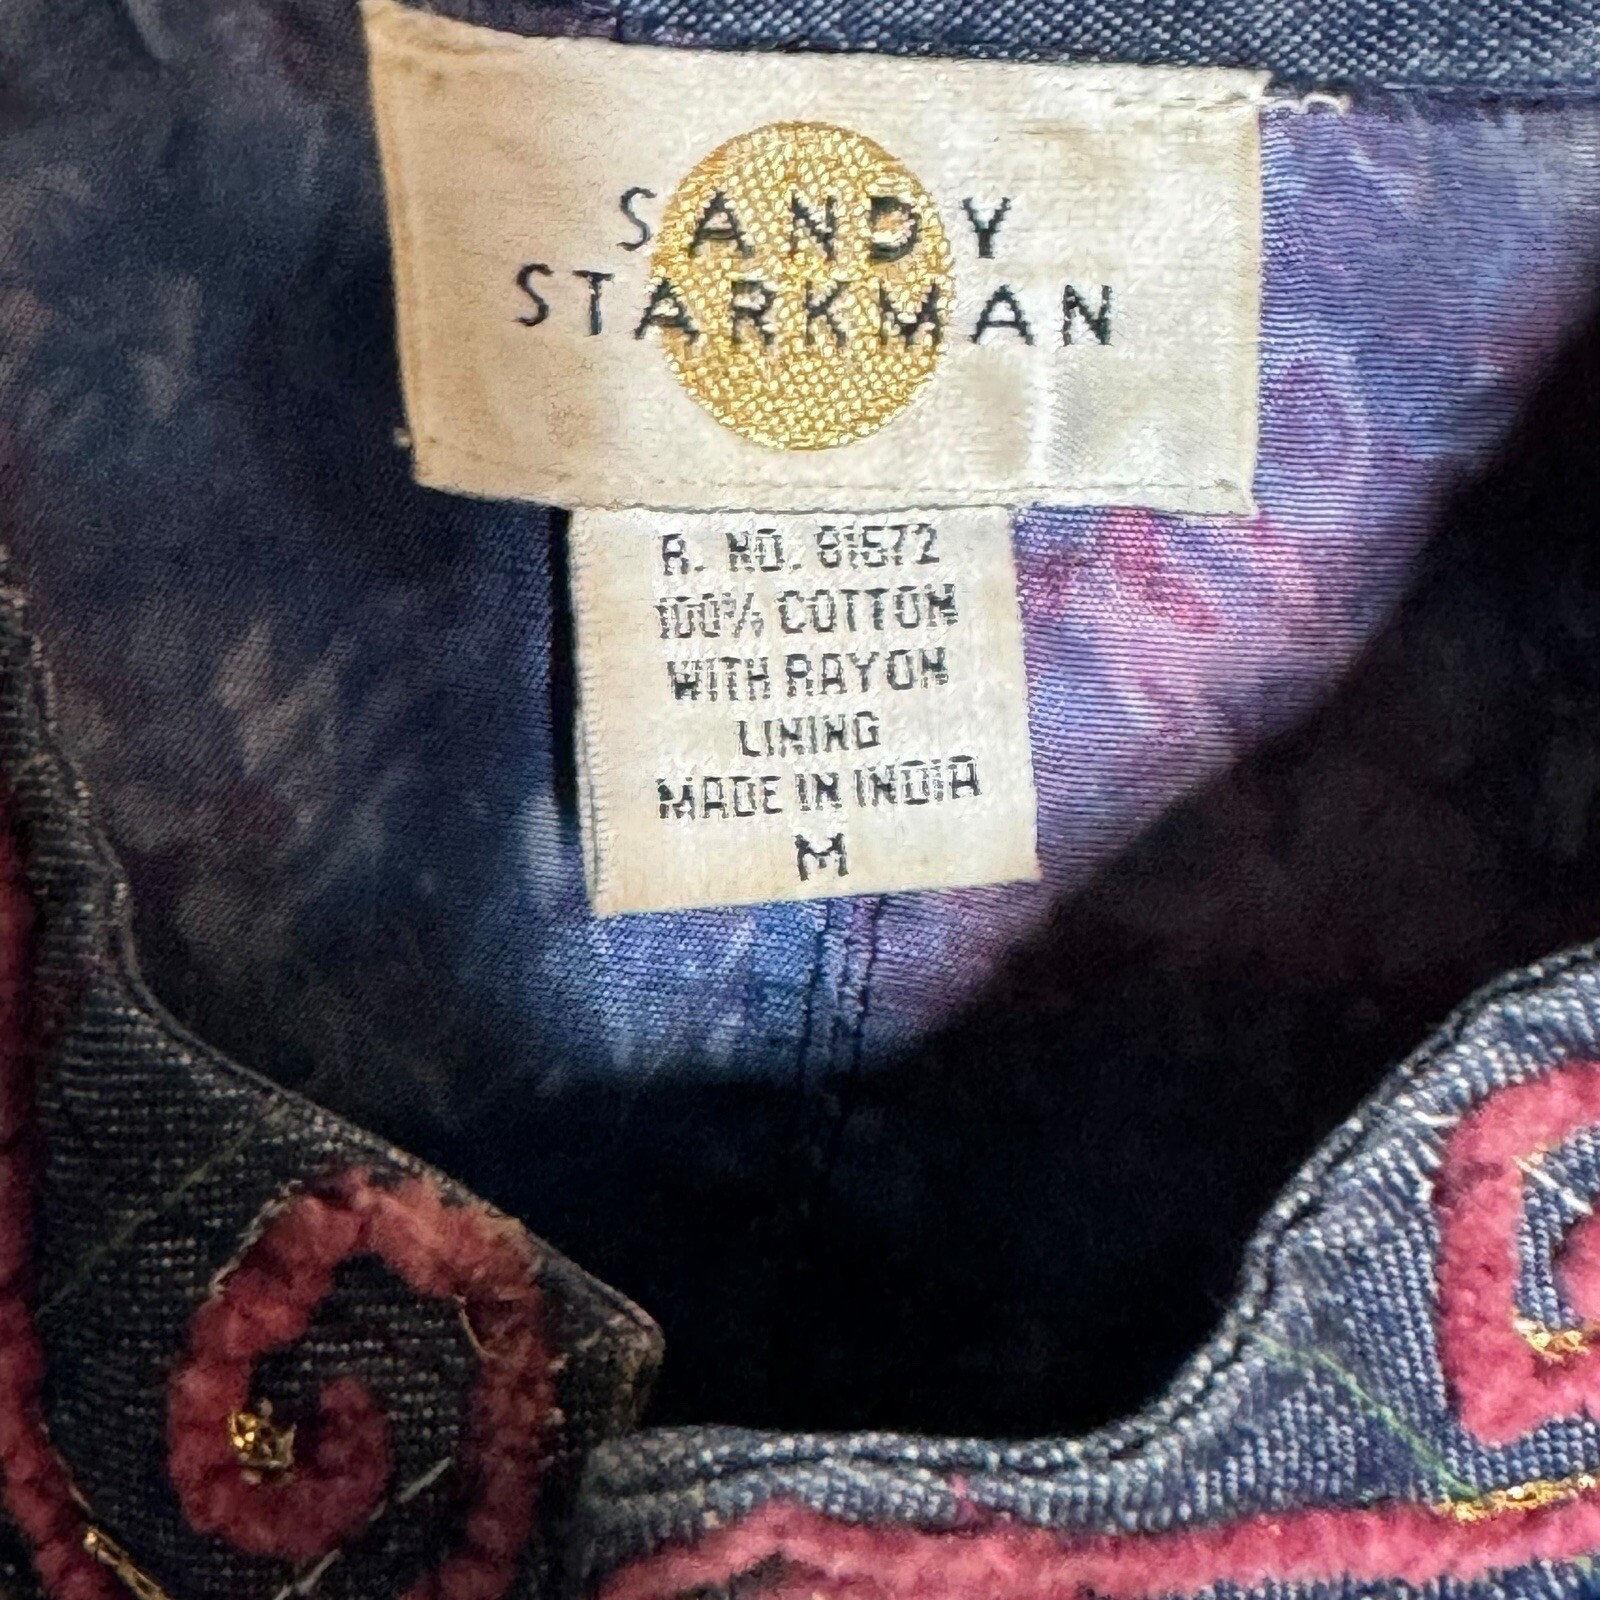 SANDY
STARKMAN
R. NO. 81572
100% COTTON
WITH RAYON
LINING
MADE IN INDIA
M